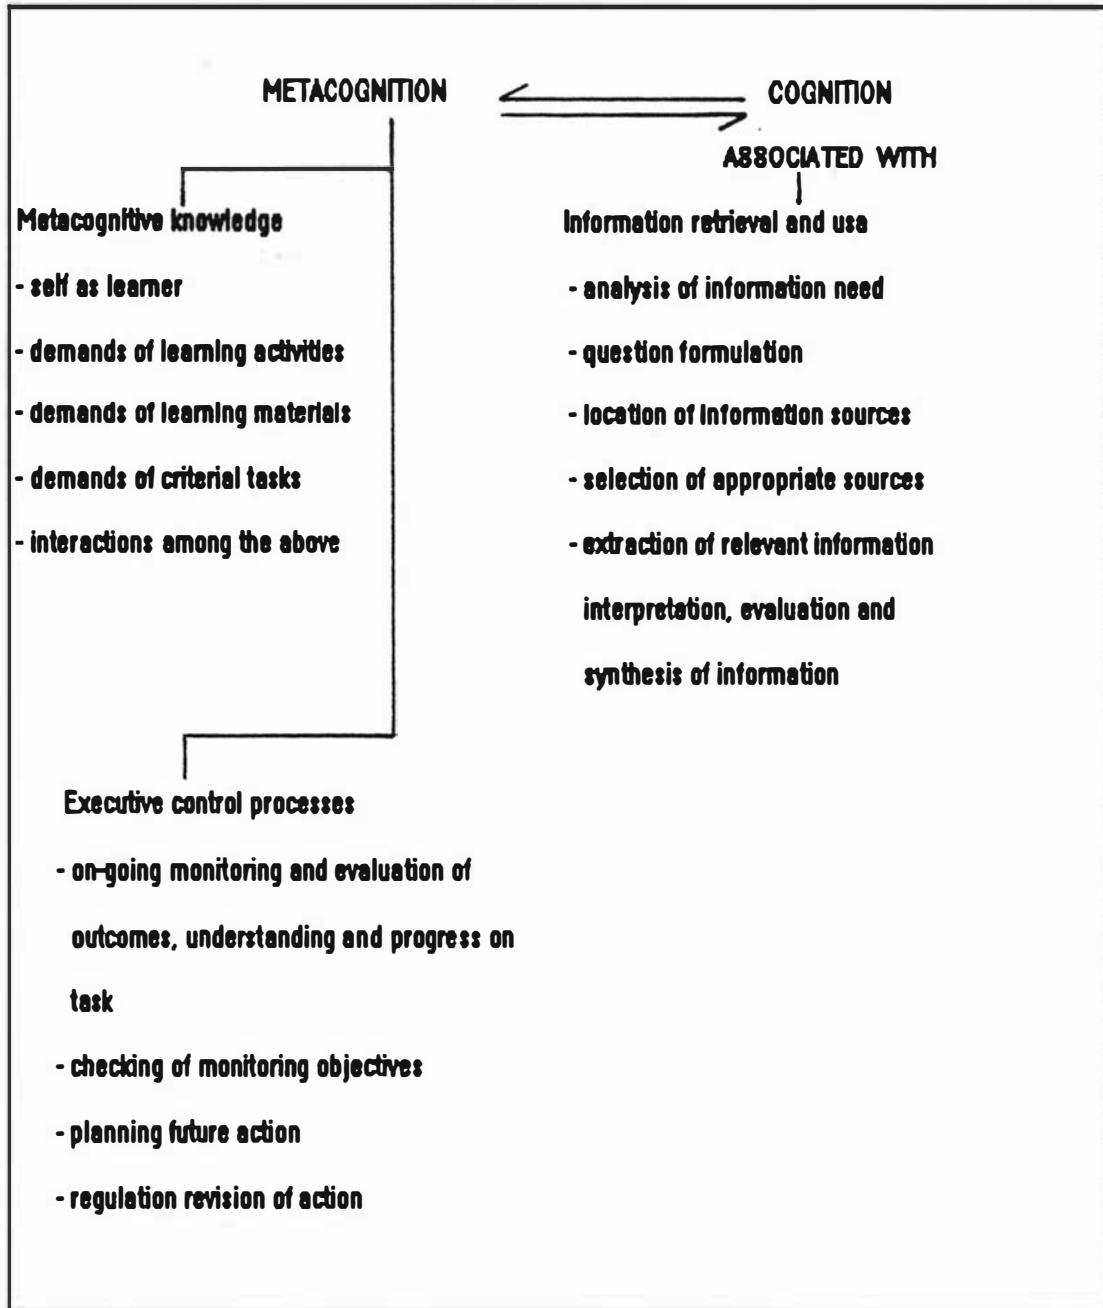 METACOGNITION
COGNITION
ASSOCIATED WITH
Metacognitive knowledge
- self as learner
- demands of learning activities
- demands of learning materials
- demands of criterial tasks
- interactions among the above
Information retrieval and usa
- analysis of information need
- question formulation
- location of information sources
- selection of appropriate sources
- extraction of relevant information
interpretation, evaluation and
synthesis of information
Executive control processes
- on-going monitoring and evaluation of
outcomes, understanding and progress on
task
- checking of monitoring objectives
- planning future action
- regulation revision of action